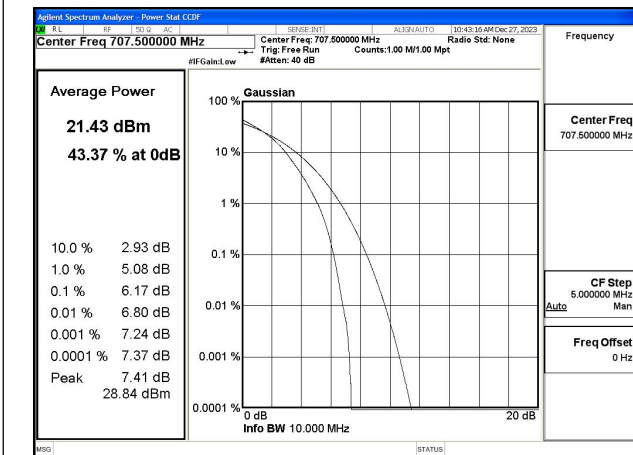 Agilent Spectrum Analyzer - Power Stat CCDF
RL RF 50 Ω AC SENSE:INT ALIGN AUTO 10:43:16 AM Dec 27, 2023
Center Freq 707.500000 MHz
Center Freq: 707.500000 MHz Radio Std: None
Trig: Free Run Counts:1.00 M/1.00 Mpt
#IFGain:Low #Atten: 40 dB
Frequency
Average Power
21.43 dBm
43.37 % at 0dB
10.0 % 2.93 dB
1.0 % 5.08 dB
0.1 % 6.17 dB
0.01 % 6.80 dB
0.001 % 7.24 dB
0.0001 % 7.37 dB
Peak 7.41 dB
28.84 dBm
Gaussian
100 %
10 %
1 %
0.1 %
0.01 %
0.001 %
0.0001 %
0 dB 20 dB
Info BW 10.000 MHz
Center Freq
707.500000 MHz
CF Step
5.000000 MHz
Auto Man
Freq Offset
0 Hz
MSG STATUS